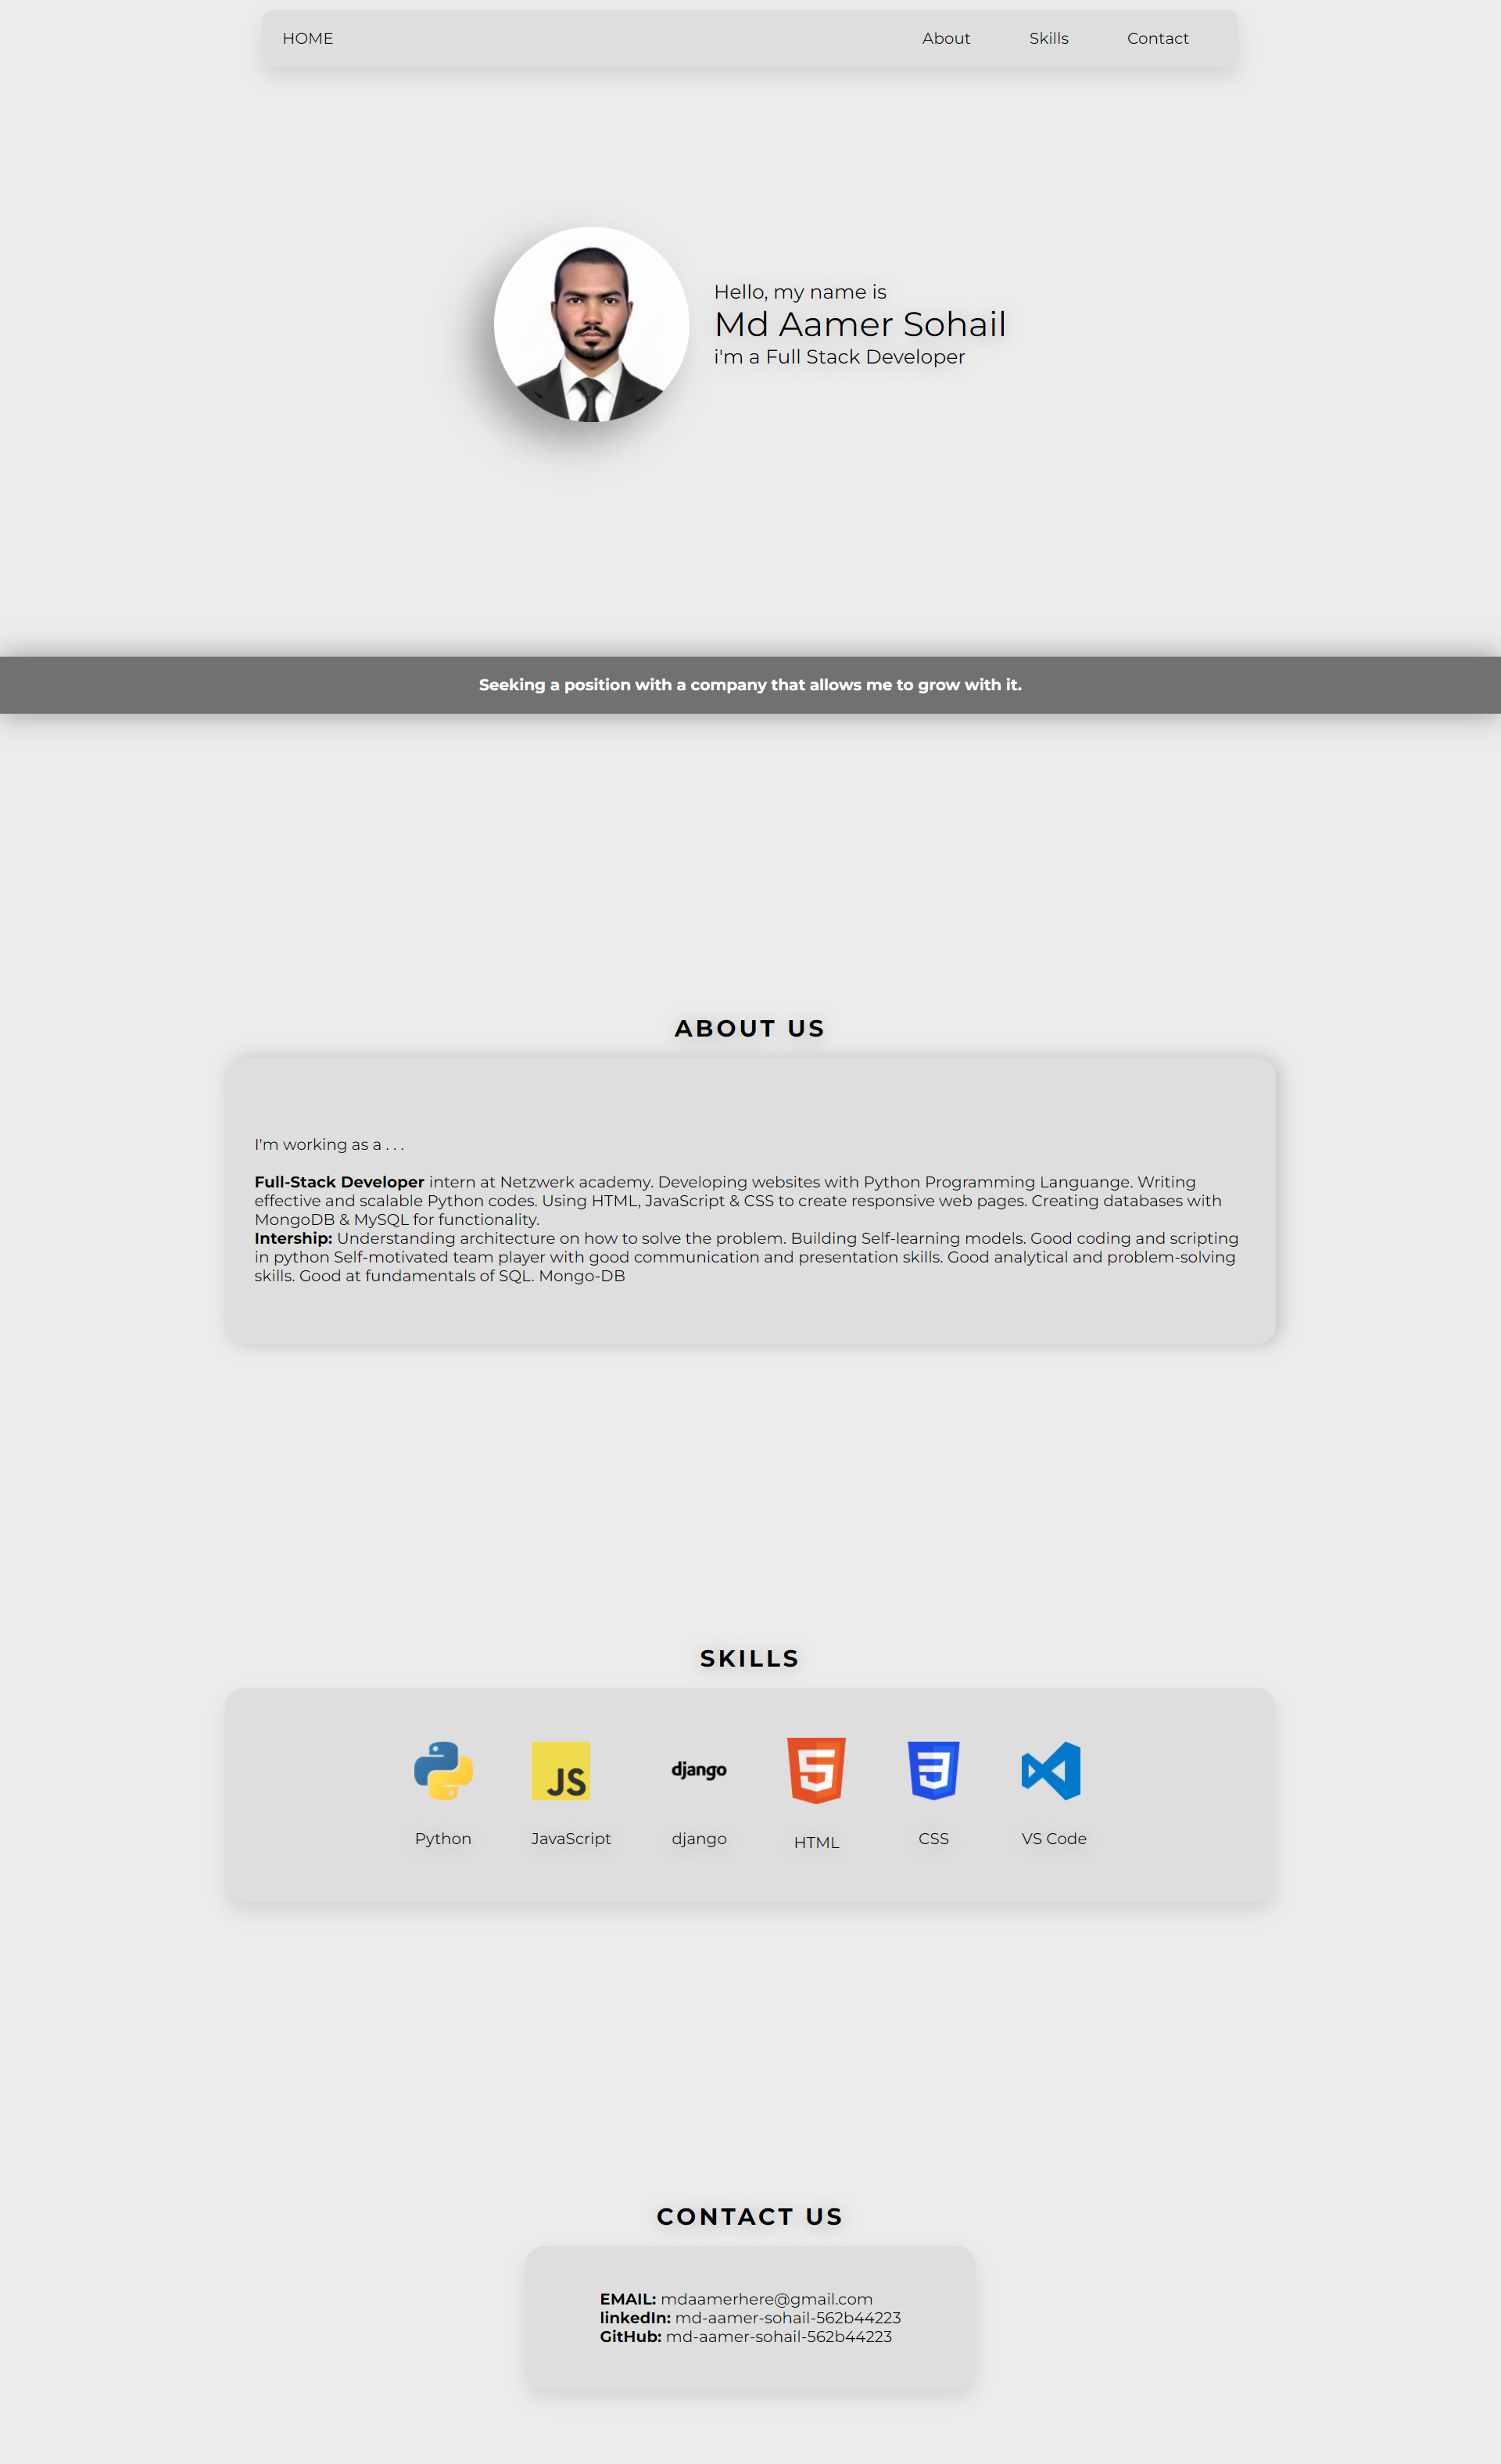 HOME About Skills Contact
Hello, my name is
Md Aamer Sohail
i'm a Full Stack Developer
Seeking a position with a company that allows me to grow with it.
ABOUT US
I'm working as a . . .
Full-Stack Developer intern at Netzwerk academy. Developing websites with Python Programming Languange. Writing
effective and scalable Python codes. Using HTML, JavaScript & CSS to create responsive web pages. Creating databases with
MongoDB & MySQL for functionality.
Intership: Understanding architecture on how to solve the problem. Building Self-learning models. Good coding and scripting
in python Self-motivated team player with good communication and presentation skills. Good analytical and problem-solving
skills. Good at fundamentals of SQL. Mongo-DB
SKILLS
JS django 5 3
Python JavaScript django HTML CSS VS Code
CONTACT US
EMAIL: mdaamerhere@gmail.com
linkedIn: md-aamer-sohail-562b44223
GitHub: md-aamer-sohail-562b44223